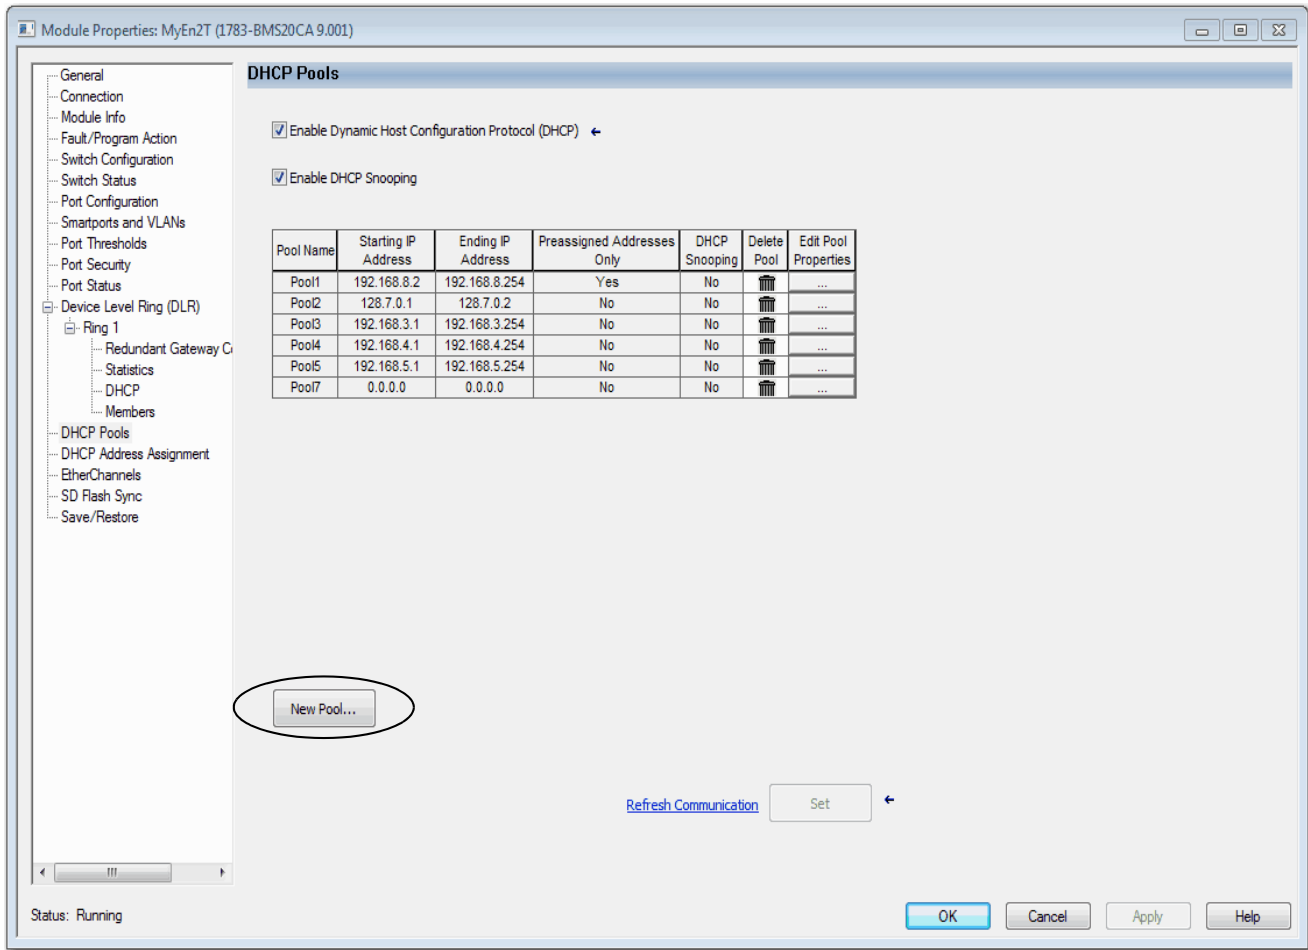 Module Properties: MyEn2T (1783-BMS20CA 9.001)
General
Connection
Module Info
Fault/Program Action
Switch Configuration
Switch Status
Port Configuration
Smartports and VLANs
Port Thresholds
Port Security
Port Status
Device Level Ring (DLR)
Ring 1
Redundant Gateway C
Statistics
DHCP
Members
DHCP Pools
DHCP Address Assignment
EtherChannels
SD Flash Sync
Save/Restore
DHCP Pools
Enable Dynamic Host Configuration Protocol (DHCP)
Enable DHCP Snooping
Pool Name Starting IP Address Ending IP Address Preassigned Addresses Only DHCP Snooping Delete Pool Edit Pool Properties
Pool1 192.168.8.2 192.168.8.254 Yes No ...
Pool2 128.7.0.1 128.7.0.2 No No ...
Pool3 192.168.3.1 192.168.3.254 No No ...
Pool4 192.168.4.1 192.168.4.254 No No ...
Pool5 192.168.5.1 192.168.5.254 No No ...
Pool7 0.0.0.0 0.0.0.0 No No ...
New Pool...
Refresh Communication Set
Status: Running
OK Cancel Apply Help